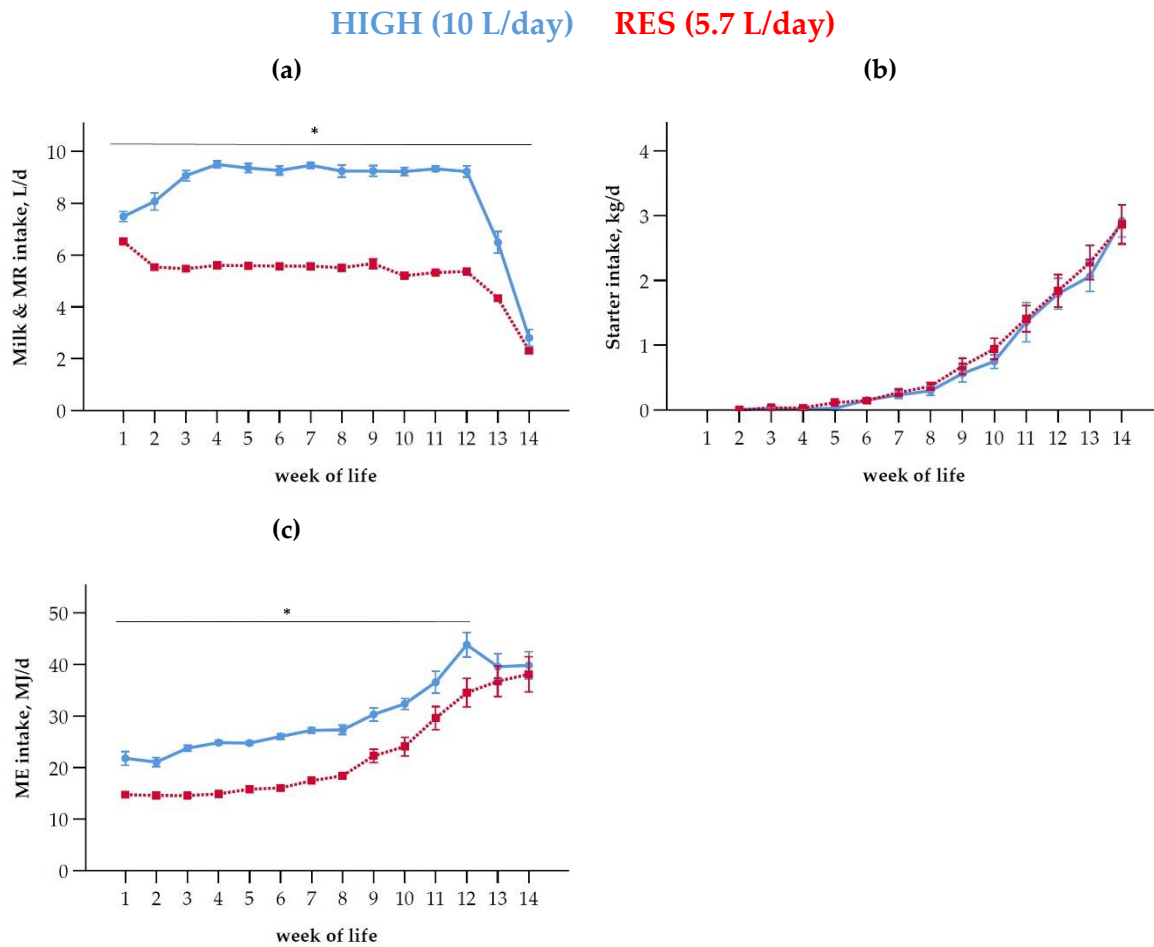 HIGH (10 L/day) RES (5.7 L/day)
(a)
*
Milk & MR intake, L/d
10
8
6
4
2
0
1 2 3 4 5 6 7 8 9 10 11 12 13 14
week of life
(b)
Starter intake, kg/d
4
3
2
1
0
1 2 3 4 5 6 7 8 9 10 11 12 13 14
week of life
(c)
*
ME intake, MJ/d
50
40
30
20
10
0
1 2 3 4 5 6 7 8 9 10 11 12 13 14
week of life